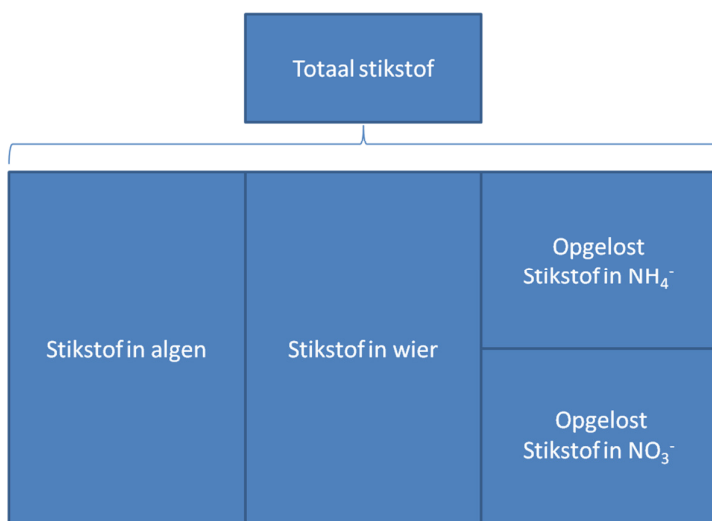 Totaal stikstof
Stikstof in algen
Stikstof in wier
Opgelost
Stikstof in NH₄⁻
Opgelost
Stikstof in NO₃⁻